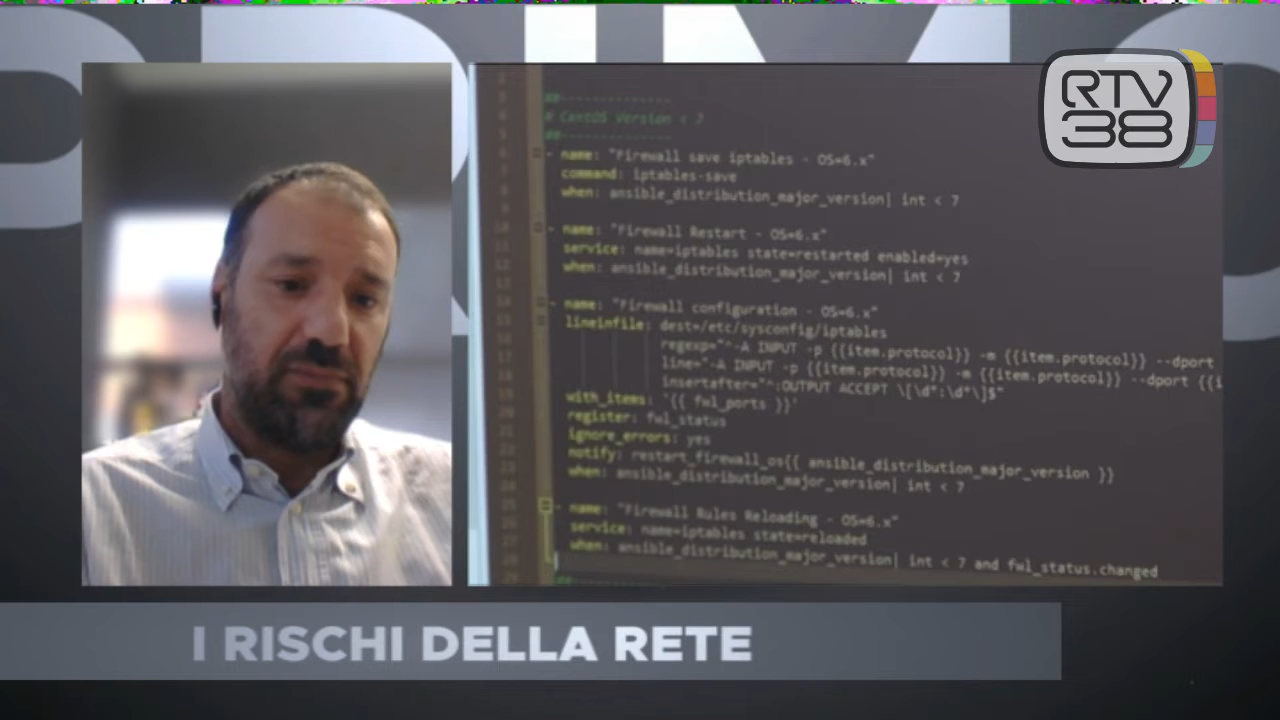 RTV
38
##--------------
# CentOS Version < 7
##--------------
- name: "Firewall save iptables - OS=6.x"
command: iptables-save
when: ansible_distribution_major_version| int < 7
- name: "Firewall Restart - OS=6.x"
service: name=iptables state=restarted enabled=yes
when: ansible_distribution_major_version| int < 7
- name: "Firewall configuration - OS=6.x"
lineinfile: dest=/etc/sysconfig/iptables
regexp="^-A INPUT -p {{item.protocol}} -m {{item.protocol}} --dport
line="-A INPUT -p {{item.protocol}} -m {{item.protocol}} --dport {{i
insertafter="^:OUTPUT ACCEPT \[\d*:\d*\]$"
with_items: '{{ fwl_ports }}'
register: fwl_status
ignore_errors: yes
notify: restart_firewall_os{{ ansible_distribution_major_version }}
when: ansible_distribution_major_version| int < 7
- name: "Firewall Rules Reloading - OS=6.x"
service: name=iptables state=reloaded
when: ansible_distribution_major_version| int < 7 and fwl_status.changed
I RISCHI DELLA RETE